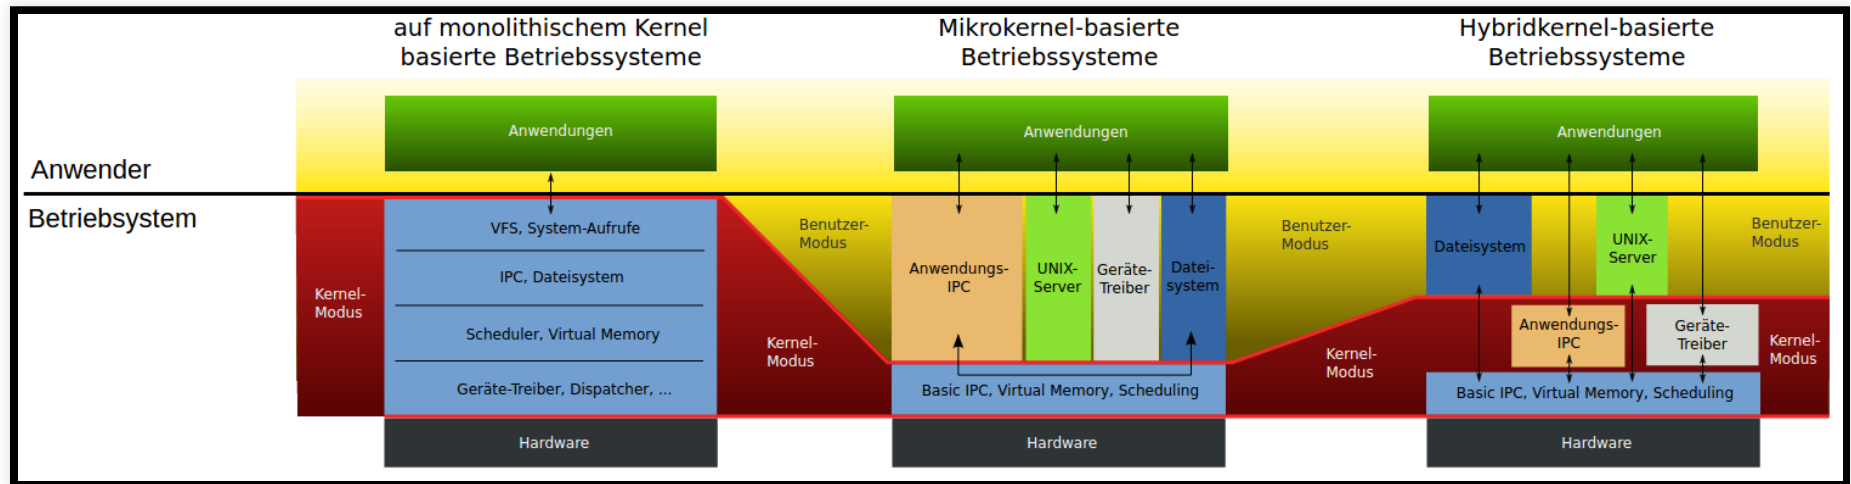 auf monolithischem Kernel
basierte Betriebssysteme
Mikrokernel-basierte
Betriebssysteme
Hybridkernel-basierte
Betriebssysteme
Anwender
Betriebsystem
Anwendungen
Kernel-
Modus
VFS, System-Aufrufe
IPC, Dateisystem
Scheduler, Virtual Memory
Geräte-Treiber, Dispatcher, ...
Hardware
Kernel-
Modus
Benutzer-
Modus
Anwendungen
Anwendungs-
IPC
UNIX-
Server
Geräte-
Treiber
Datei-
system
Basic IPC, Virtual Memory, Scheduling
Hardware
Benutzer-
Modus
Kernel-
Modus
Anwendungen
Dateisystem
UNIX-
Server
Benutzer-
Modus
Anwendungs-
IPC
Geräte-
Treiber
Kernel-
Modus
Basic IPC, Virtual Memory, Scheduling
Hardware